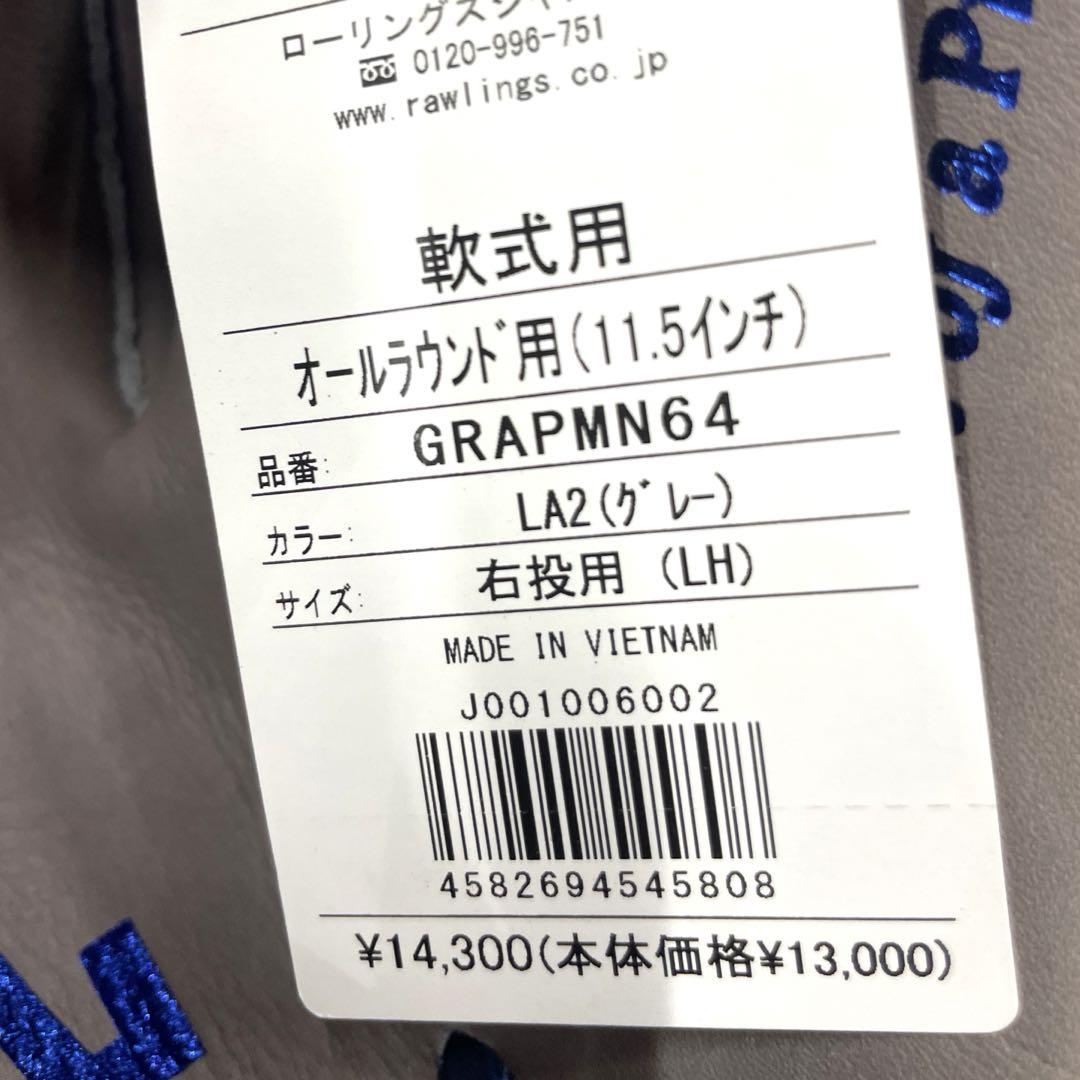 ローリングスジャ
0120-996-751
www.rawlings.co.jp
軟式用
オールラウンド用(11.5インチ)
品番: GRAPMN64
カラー: LA2(グレー)
サイズ: 右投用 (LH)
MADE IN VIETNAM
J001006002
4582694545808
¥14,300(本体価格¥13,000)